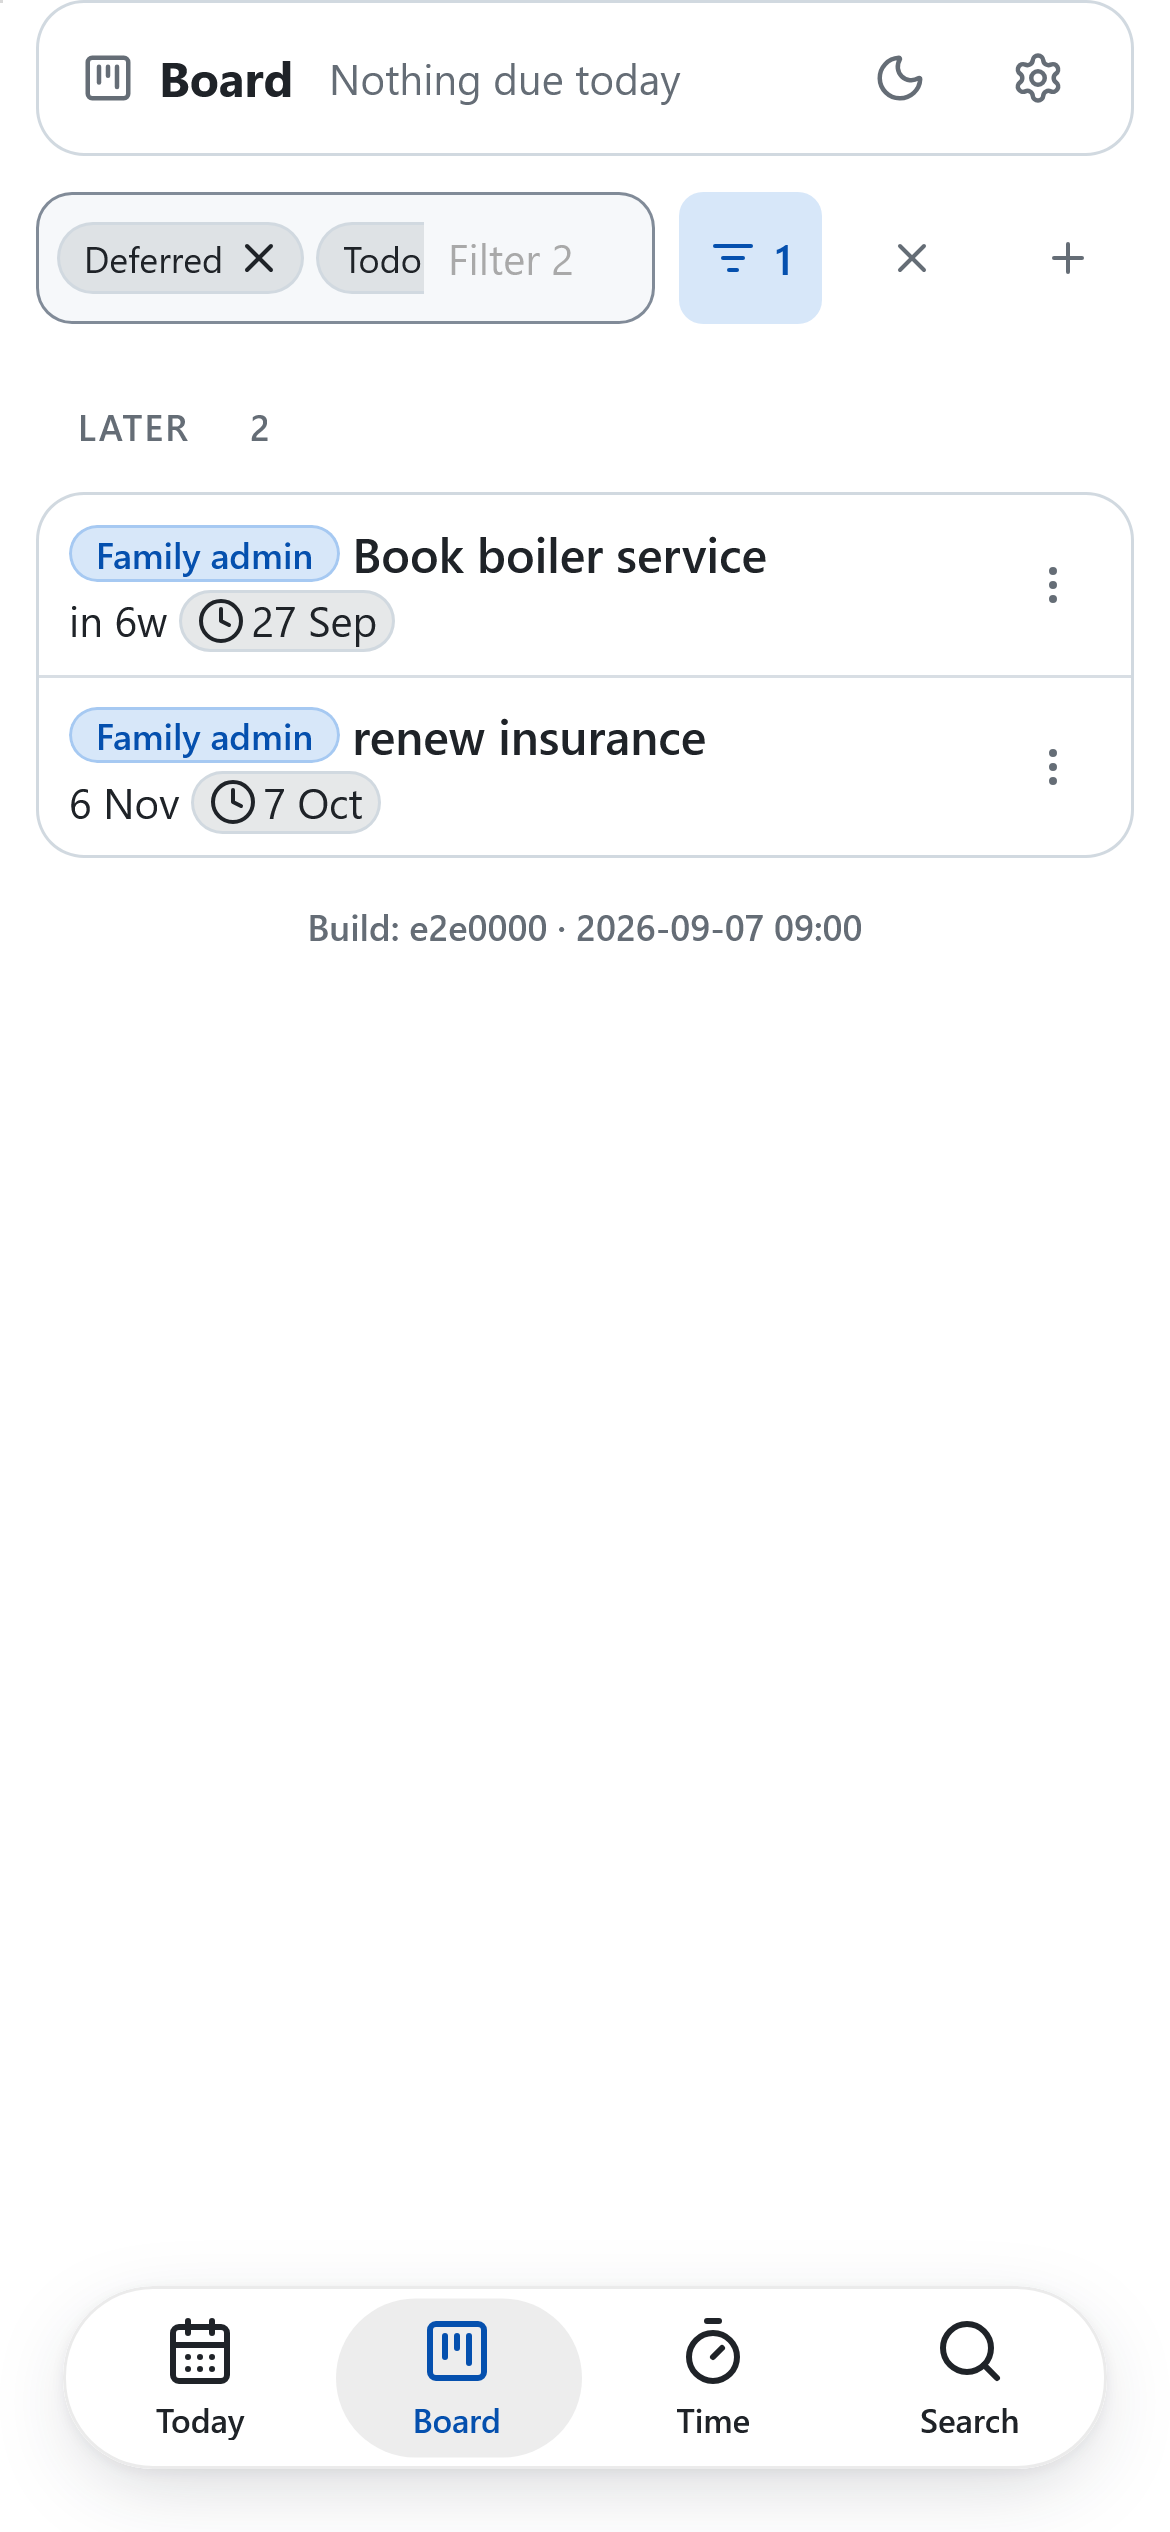 Board Nothing due today
Deferred Todo Filter 2 1
LATER 2
Family admin Book boiler service
in 6w 27 Sep
Family admin renew insurance
6 Nov 7 Oct
Build: e2e0000 · 2026-09-07 09:00
Today Board Time Search